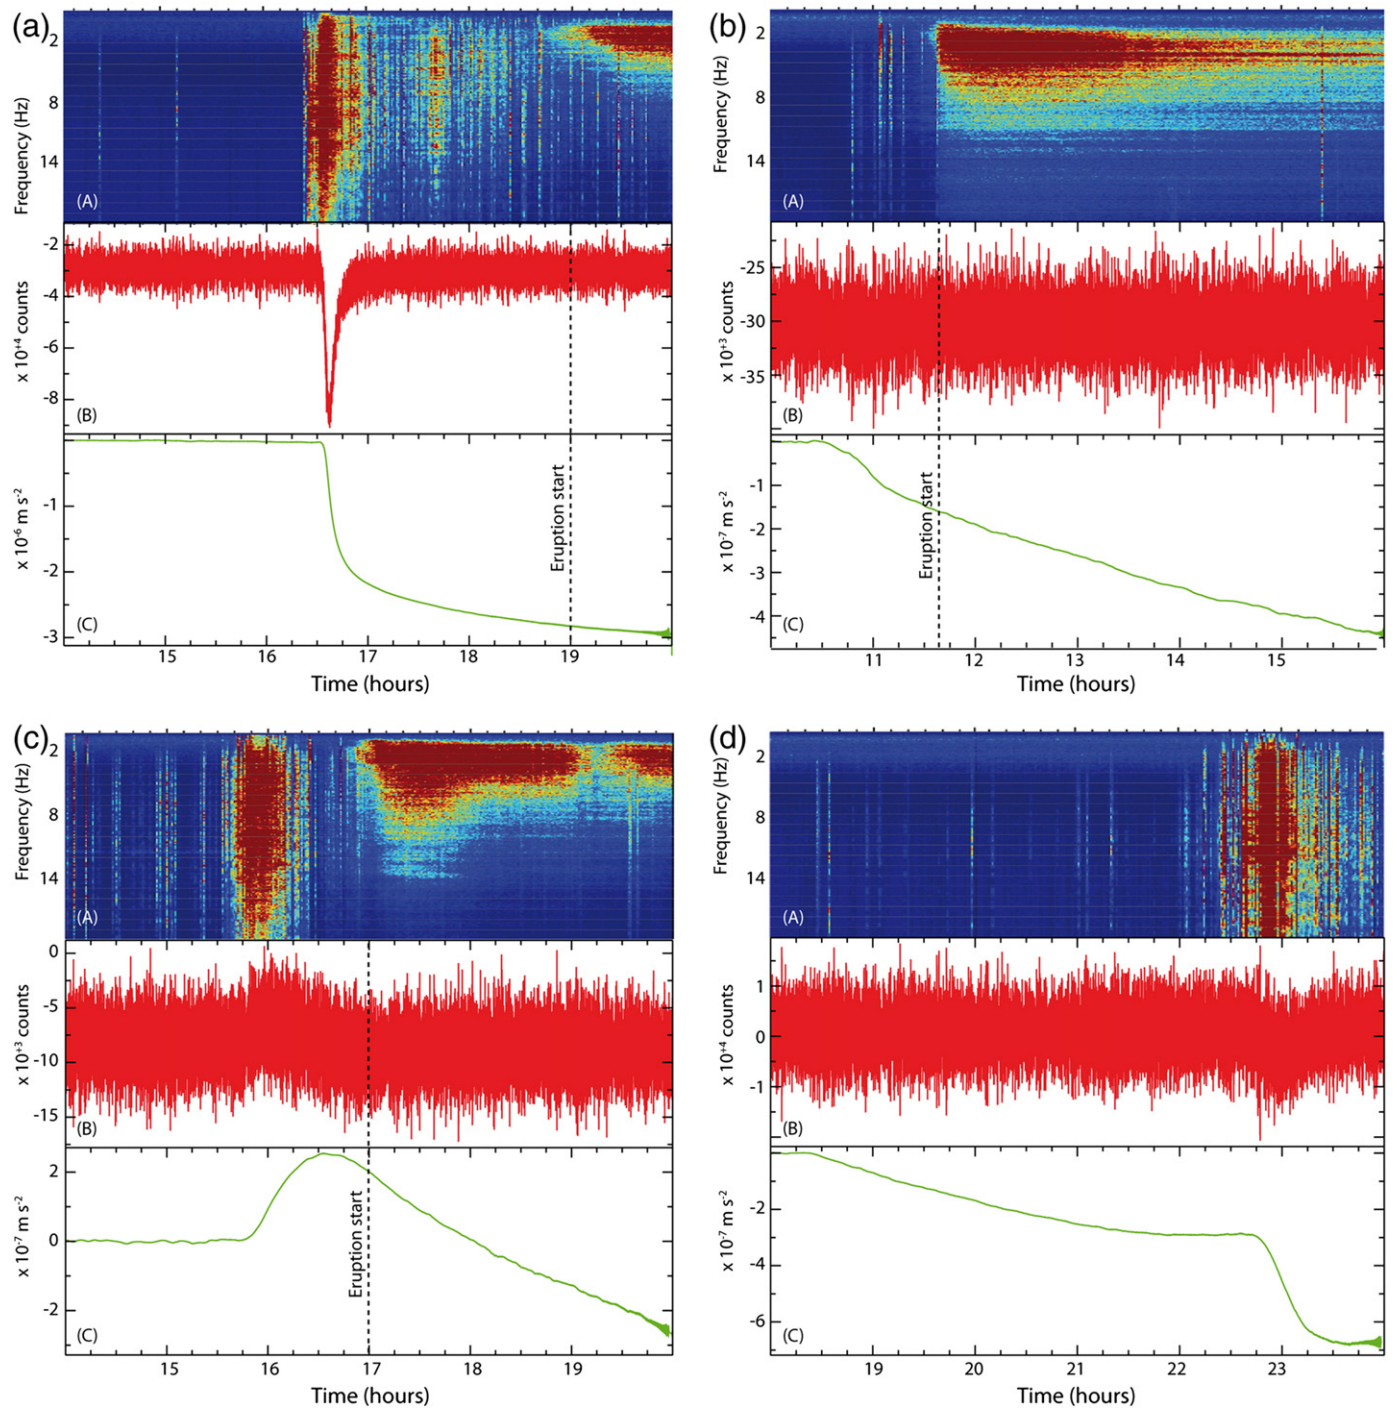 (a)
2
8
14
Frequency (Hz)
(A)
-2
-4
-6
-8
x 10+4 counts
(B)
-1
-2
-3
x 10-6 m s-2
Eruption start
(C)
15 16 17 18 19
Time (hours)
(b)
2
8
14
Frequency (Hz)
(A)
-25
-30
-35
x 10+3 counts
(B)
-1
-2
-3
-4
x 10-7 m s-2
Eruption start
(C)
11 12 13 14 15
Time (hours)
(c)
2
8
14
Frequency (Hz)
(A)
0
-5
-10
-15
x 10+3 counts
(B)
2
0
-2
x 10-7 m s-2
Eruption start
(C)
15 16 17 18 19
Time (hours)
(d)
2
8
14
Frequency (Hz)
(A)
1
0
-1
x 10+4 counts
(B)
-2
-4
-6
x 10-7 m s-2
(C)
19 20 21 22 23
Time (hours)